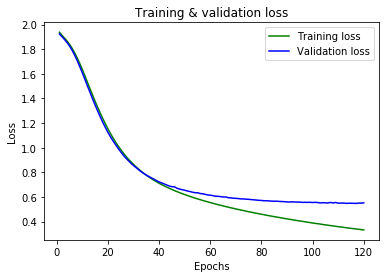 Training & validation loss
Training loss
Validation loss
Loss
2.0
1.8
1.6
1.4
1.2
1.0
0.8
0.6
0.4
0 20 40 60 80 100 120
Epochs